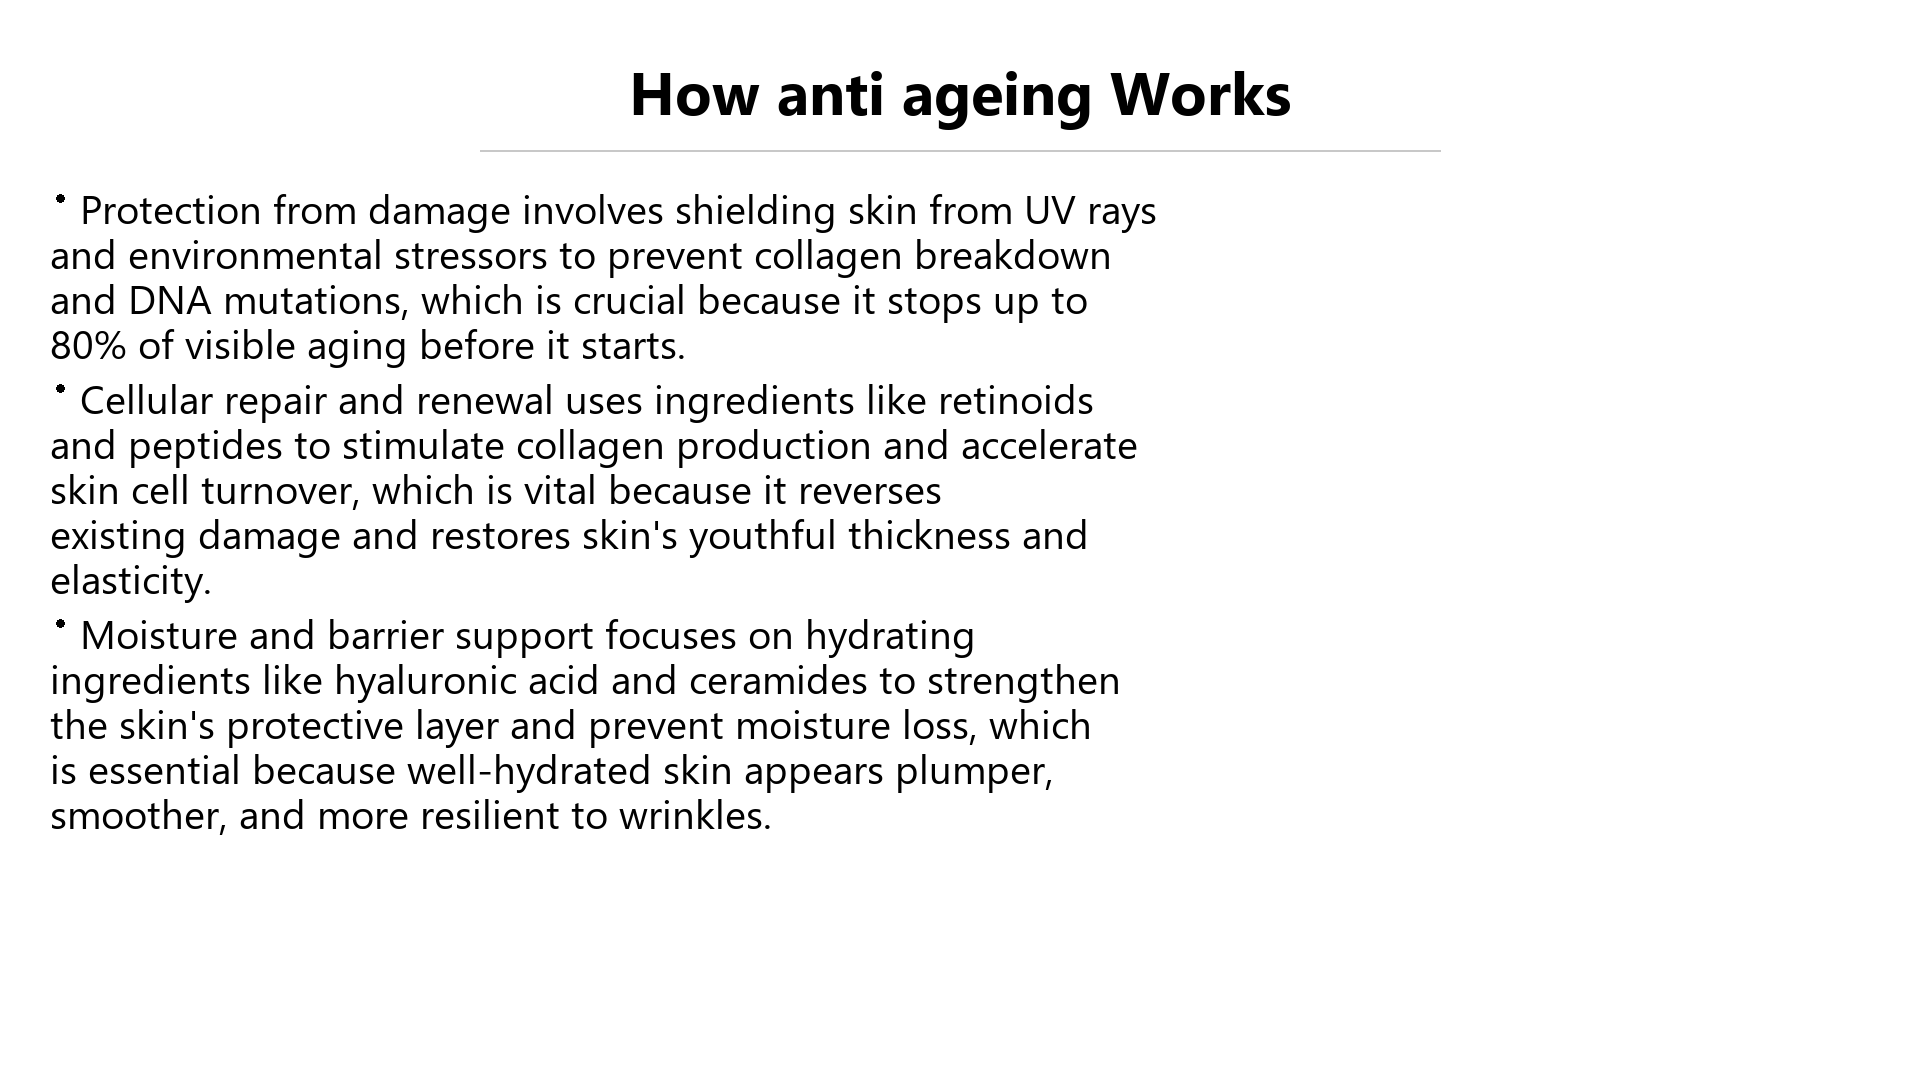 How anti ageing Works
• Protection from damage involves shielding skin from UV rays
and environmental stressors to prevent collagen breakdown
and DNA mutations, which is crucial because it stops up to
80% of visible aging before it starts.
• Cellular repair and renewal uses ingredients like retinoids
and peptides to stimulate collagen production and accelerate
skin cell turnover, which is vital because it reverses
existing damage and restores skin's youthful thickness and
elasticity.
• Moisture and barrier support focuses on hydrating
ingredients like hyaluronic acid and ceramides to strengthen
the skin's protective layer and prevent moisture loss, which
is essential because well-hydrated skin appears plumper,
smoother, and more resilient to wrinkles.